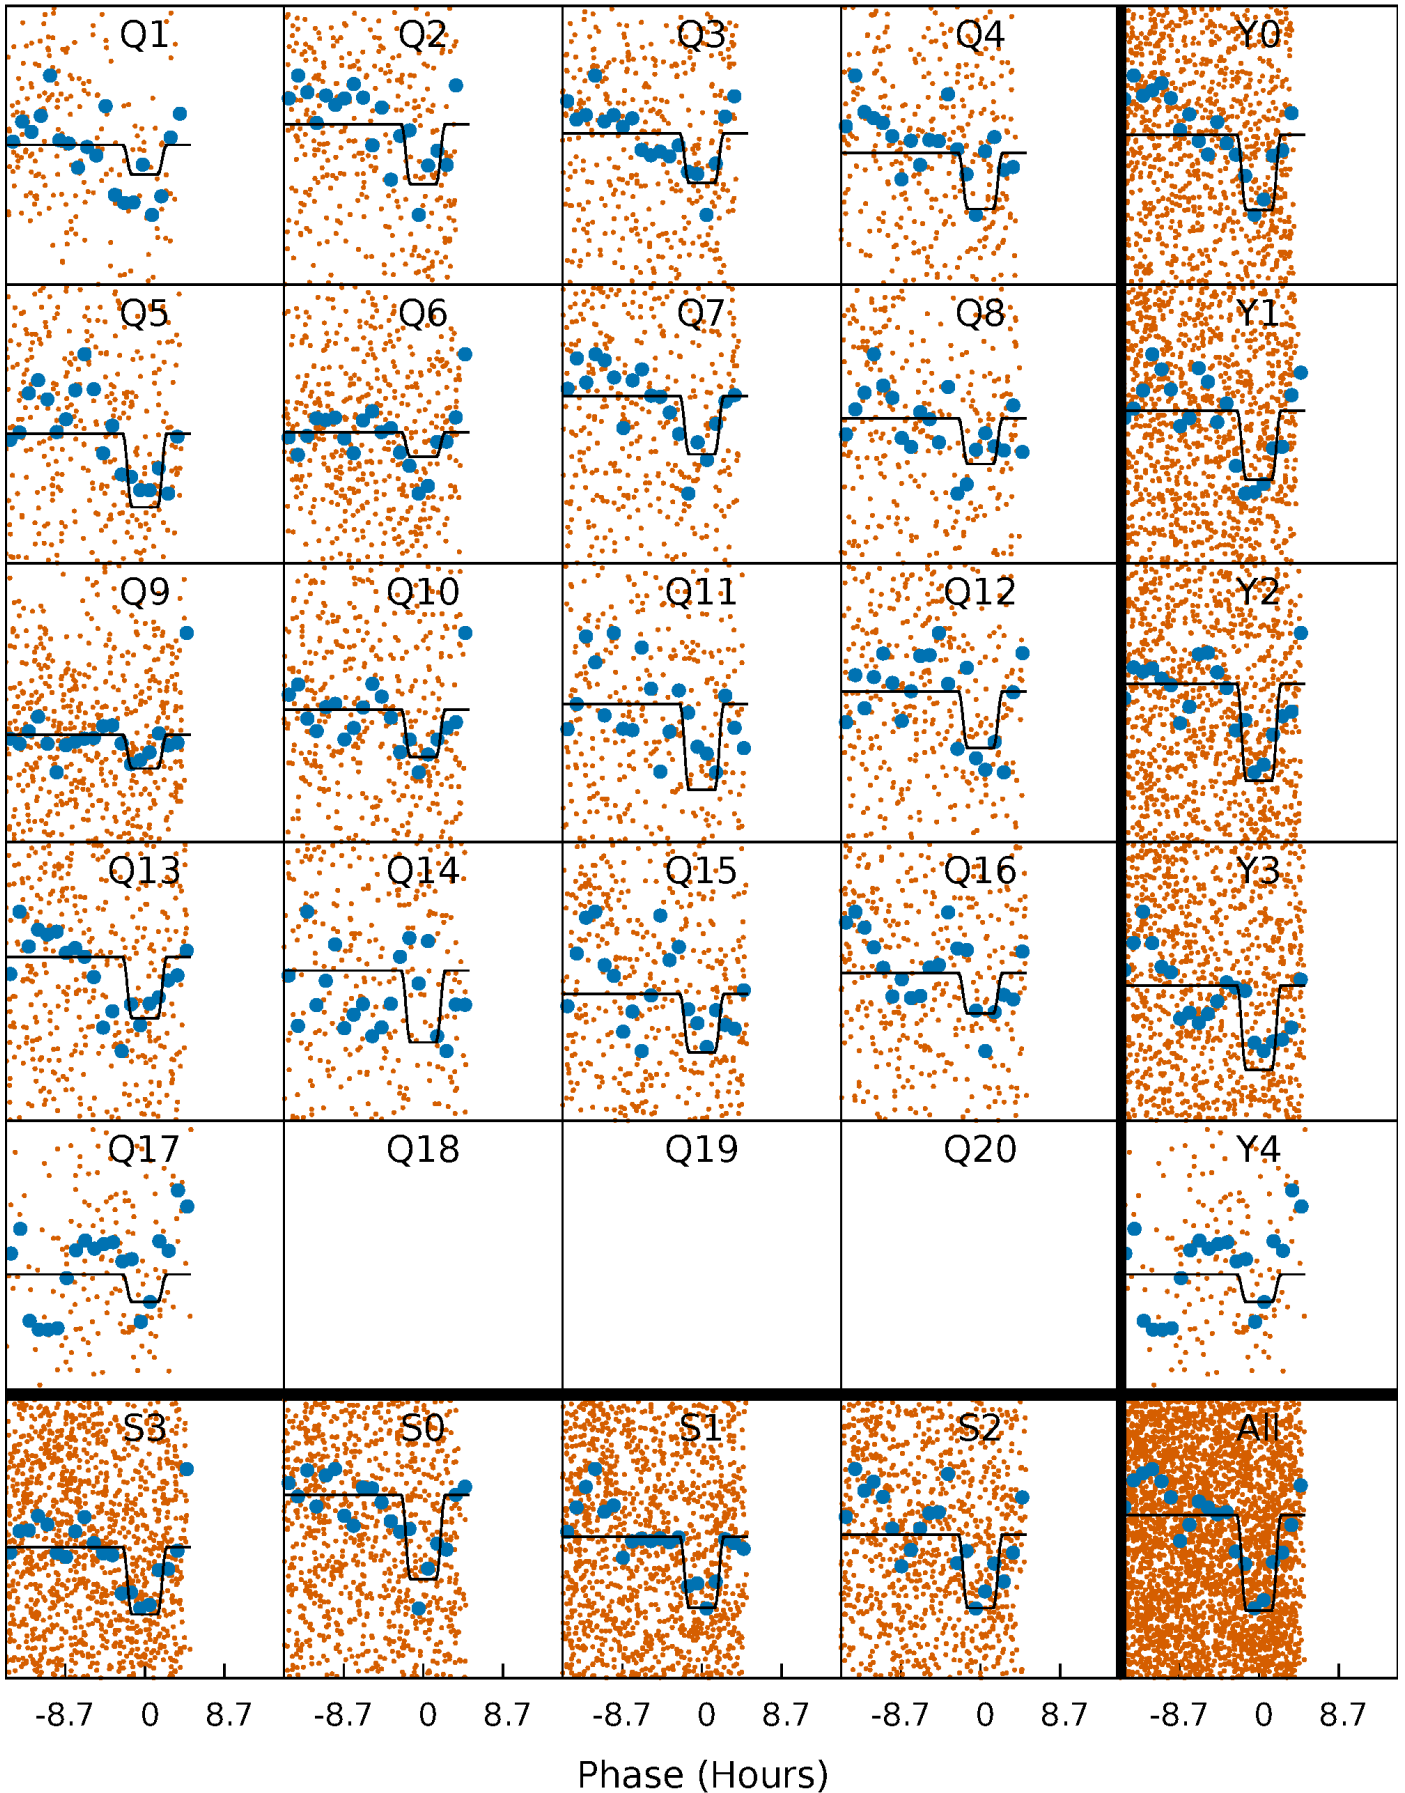 Q1 Q2 Q3 Q4 Y0
Q5 Q6 Q7 Q8 Y1
Q9 Q10 Q11 Q12 Y2
Q13 Q14 Q15 Q16 Y3
Q17 Q18 Q19 Q20 Y4
S3 S0 S1 S2 All
-8.7 0 8.7 -8.7 0 8.7 -8.7 0 8.7 -8.7 0 8.7 -8.7 0 8.7
Phase (Hours)